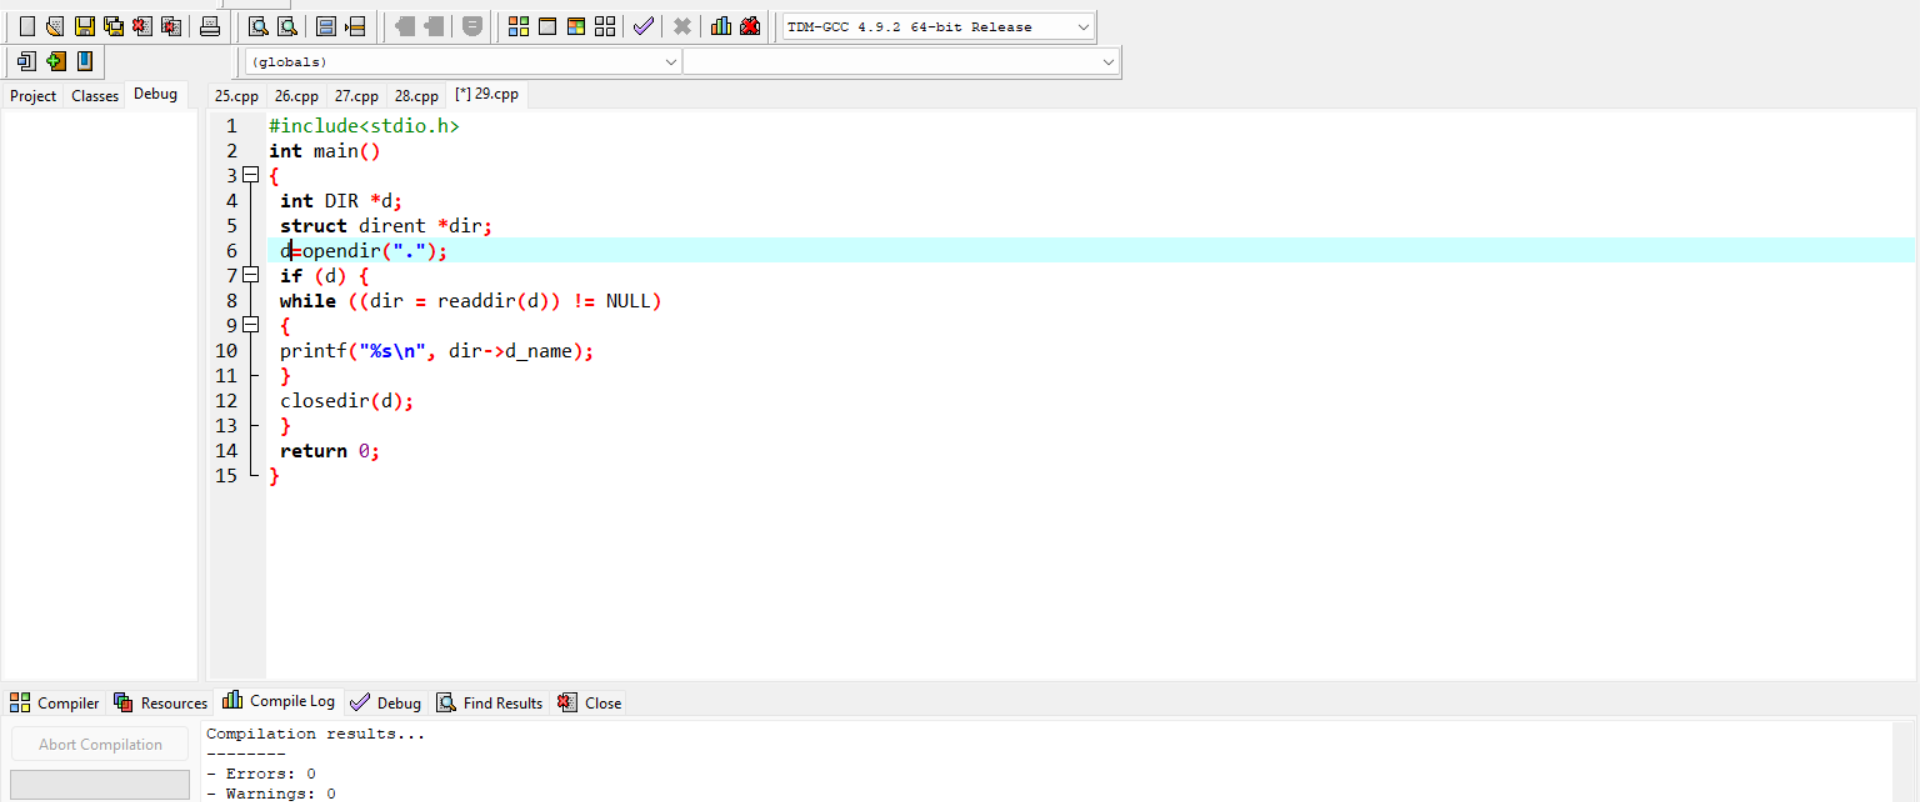 TDM-GCC 4.9.2 64-bit Release
(globals)
Project Classes Debug 25.cpp 26.cpp 27.cpp 28.cpp [*] 29.cpp
1 #include<stdio.h>
2 int main()
3 {
4 int DIR *d;
5 struct dirent *dir;
6 d=opendir(".");
7 if (d) {
8 while ((dir = readdir(d)) != NULL)
9 {
10 printf("%s\n", dir->d_name);
11 }
12 closedir(d);
13 }
14 return 0;
15 }
Compiler Resources Compile Log Debug Find Results Close
Abort Compilation
Compilation results...
--------
- Errors: 0
- Warnings: 0